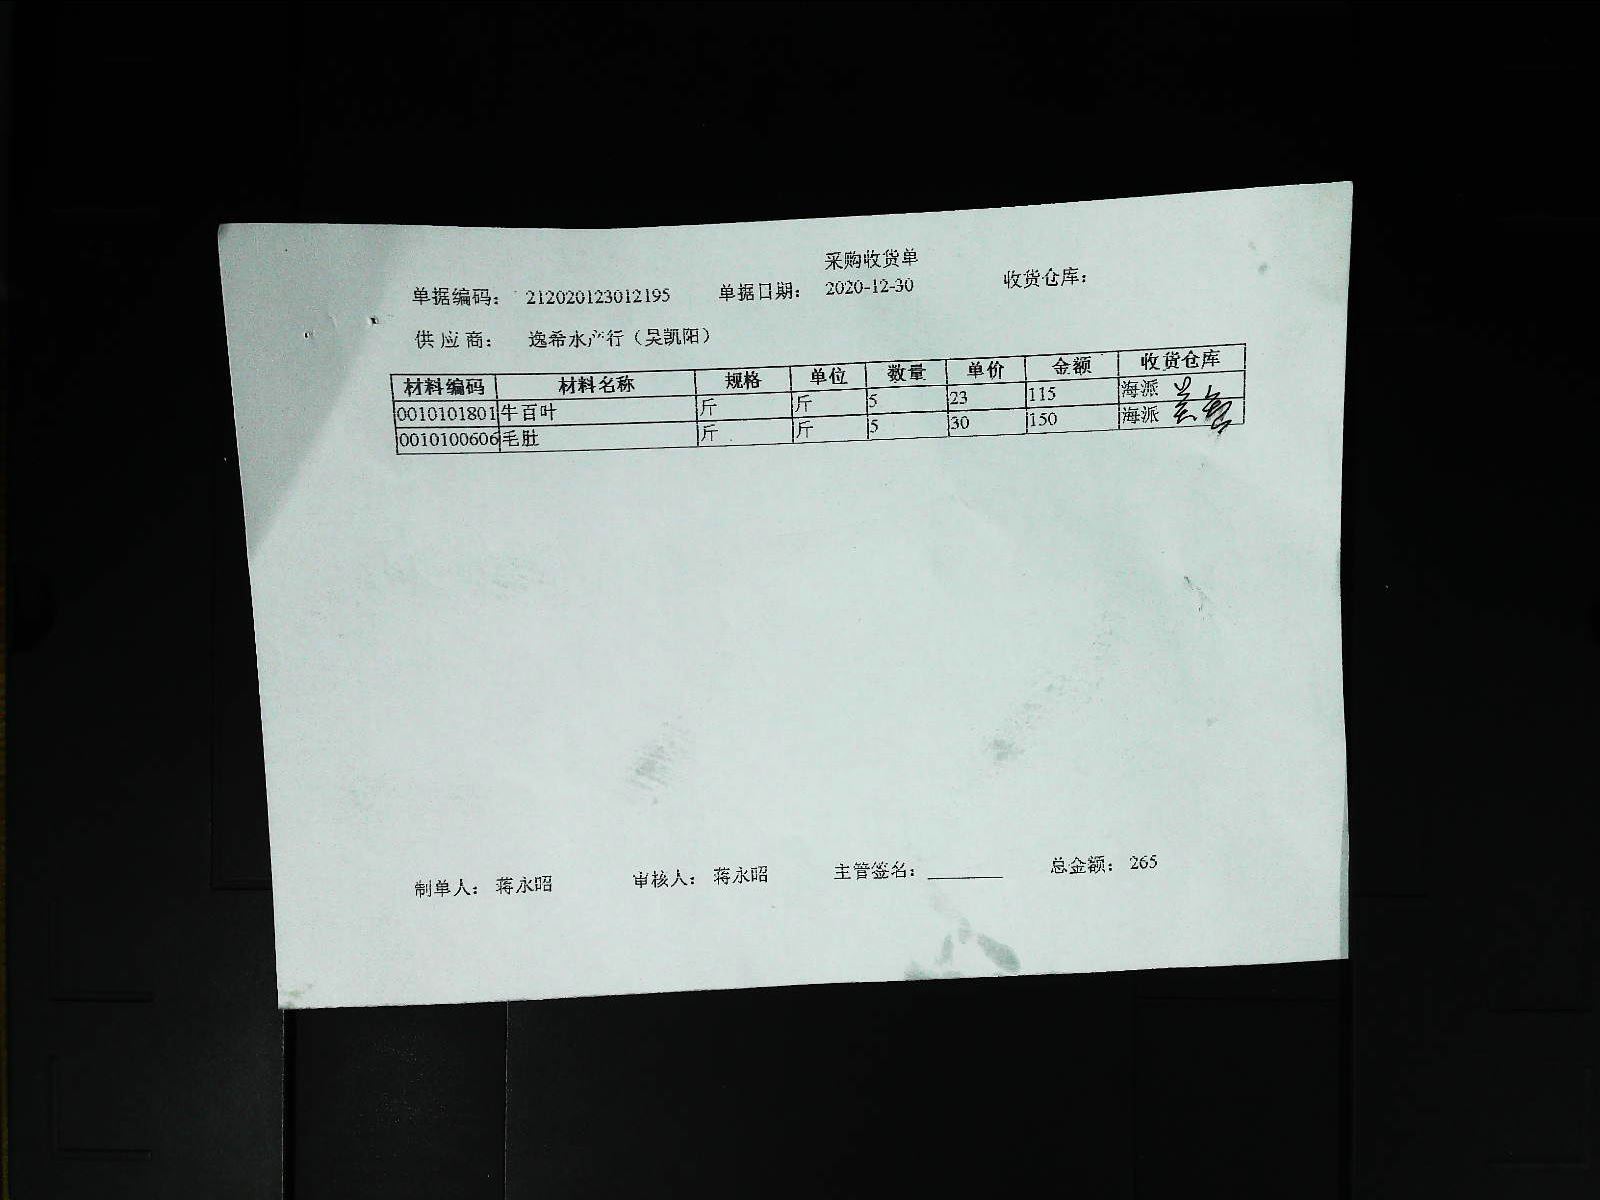 采购收货单
单据编码: 212020123012195 单据日期: 2020-12-30 收货仓库:
供应商: 逸希水产行（吴凯阳）
材料编码 材料名称 规格 单位 数量 单价 金额 收货仓库
0010101801 牛百叶 斤 斤 5 23 115 海派
0010100606 毛肚 斤 斤 5 30 150 海派
制单人: 蒋永昭 审核人: 蒋永昭 主管签名: 总金额: 265